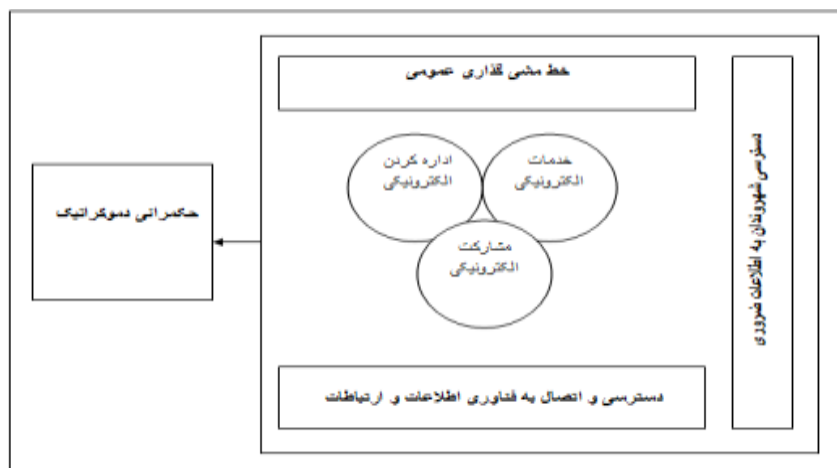 خط مشی گذاری عمومی
دسترسی شهروندان به اطلاعات ضروری
خدمات
الکترونیکی
اداره کردن
الکترونیکی
مشارکت
الکترونیکی
حکمرانی دموکراتیک
دسترسی و اتصال به فناوری اطلاعات و ارتباطات